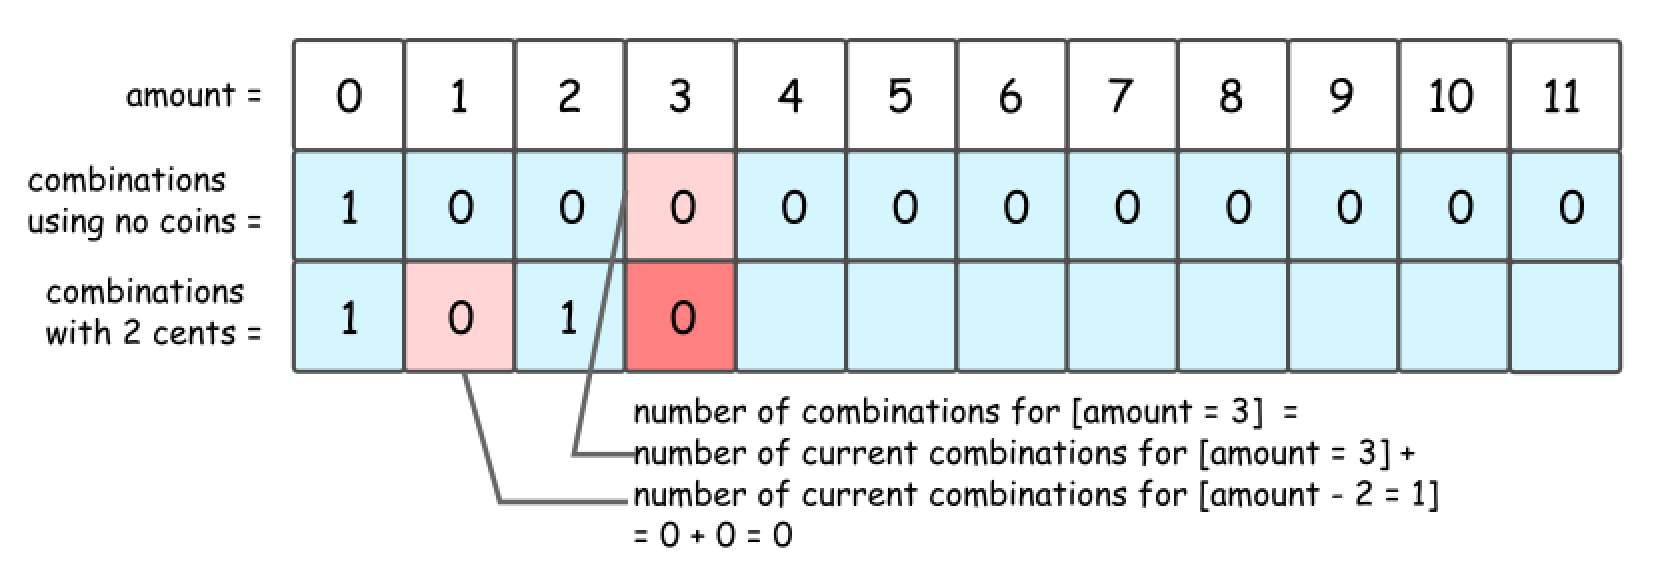 amount = 0 1 2 3 4 5 6 7 8 9 10 11
combinations
using no coins = 1 0 0 0 0 0 0 0 0 0 0 0
combinations
with 2 cents = 1 0 1 0
number of combinations for [amount = 3] =
number of current combinations for [amount = 3] +
number of current combinations for [amount - 2 = 1]
= 0 + 0 = 0